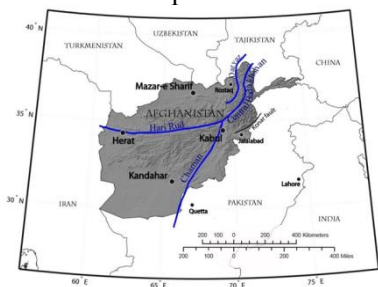 UZBEKISTAN
TURKMENISTAN
TAJIKISTAN
CHINA
Mazar-e Sharif
Rostaq
AFGHANISTAN
Hari Rud
Herat
Kabul
Konar fault
Jalalabad
Chaman
Kandahar
Lahore
Quetta
IRAN
PAKISTAN
INDIA
200 100 0 200 400 Kilometers
200 100 0 200 400 Miles
35°N
30°N
60°E
65°E
70°E
75°E